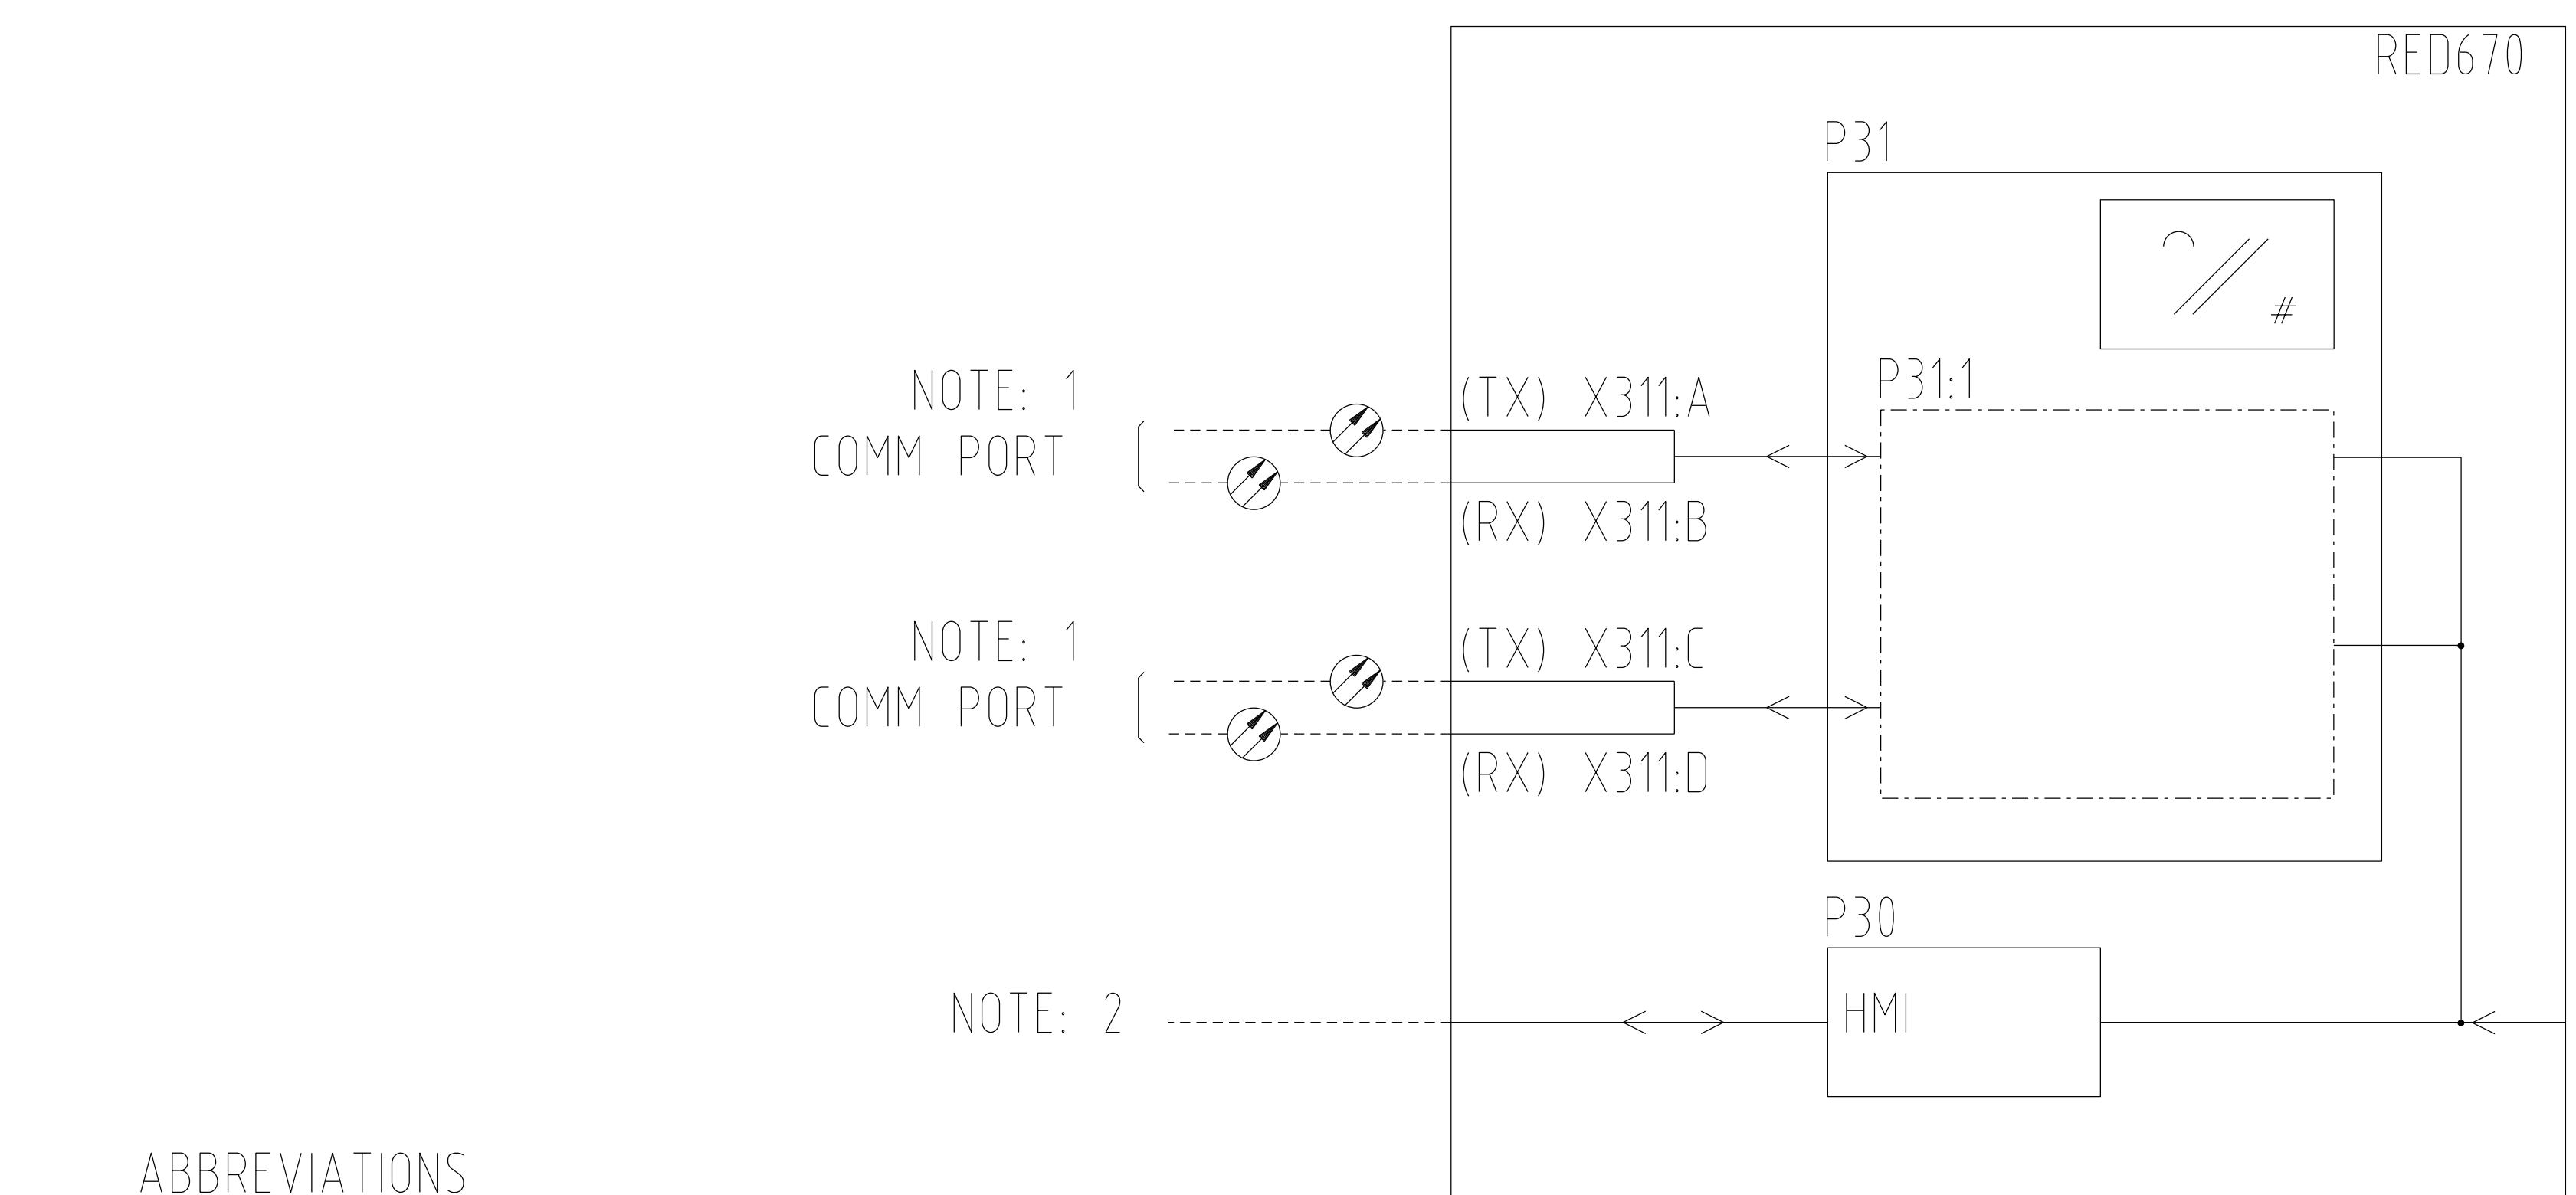 RED670
P31
#
P31:1
NOTE: 1
COMM PORT
(TX) X311:A
(RX) X311:B
NOTE: 1
COMM PORT
(TX) X311:C
(RX) X311:D
P30
HMI
NOTE: 2
ABBREVIATIONS